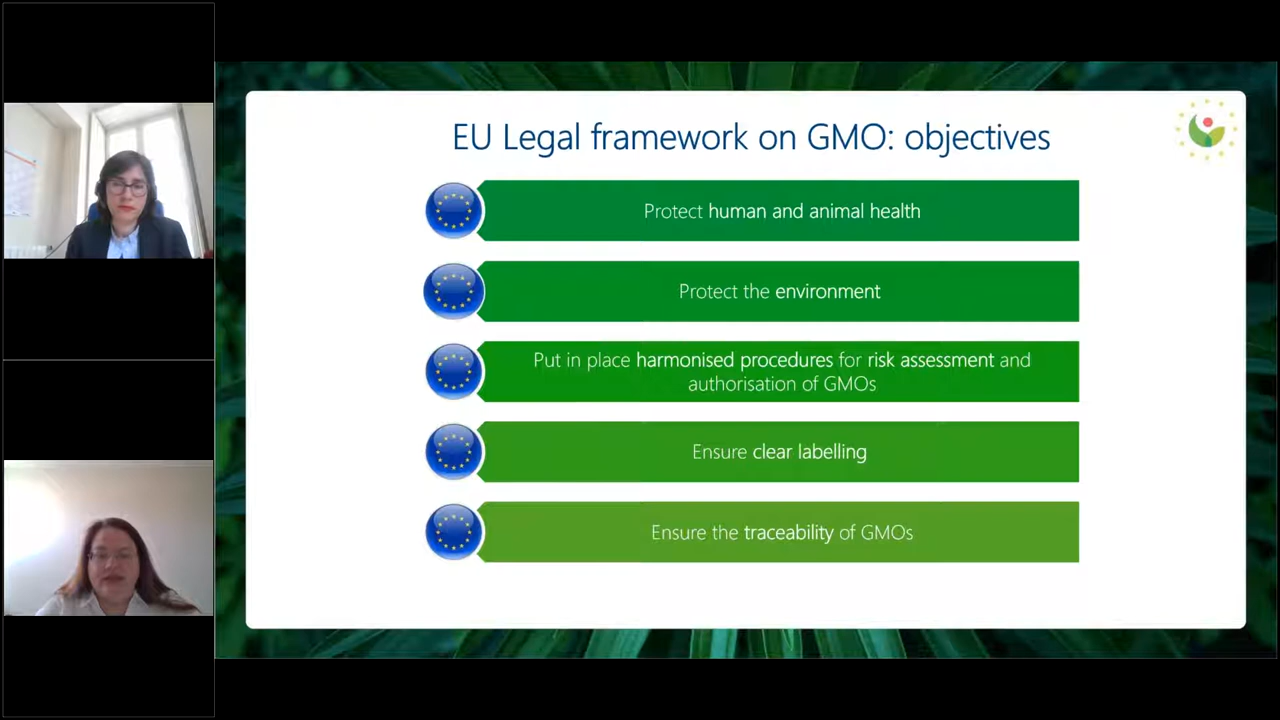 EU Legal framework on GMO: objectives
Protect human and animal health
Protect the environment
Put in place harmonised procedures for risk assessment and
authorisation of GMOs
Ensure clear labelling
Ensure the traceability of GMOs